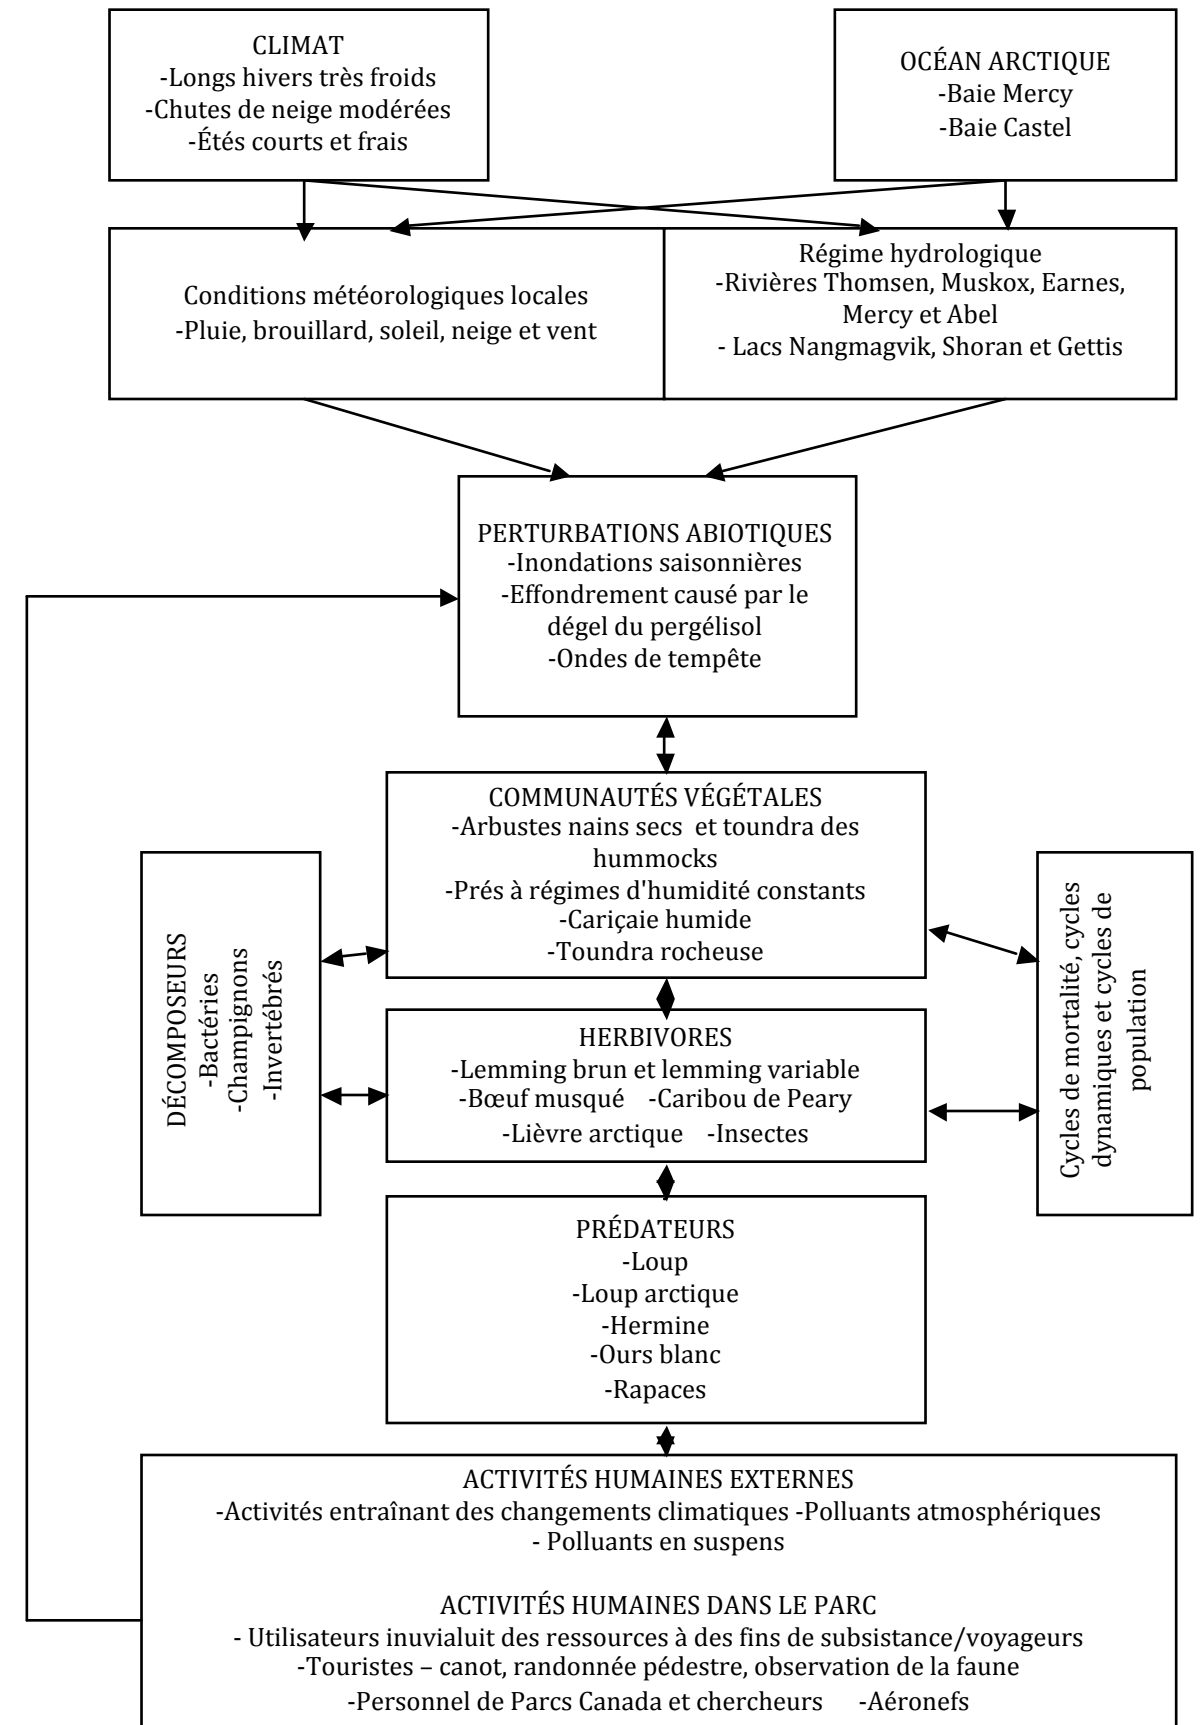 CLIMAT
-Longs hivers très froids
-Chutes de neige modérées
-Étés courts et frais
OCÉAN ARCTIQUE
-Baie Mercy
-Baie Castel
Conditions météorologiques locales
-Pluie, brouillard, soleil, neige et vent
Régime hydrologique
-Rivières Thomsen, Muskox, Earnes,
Mercy et Abel
- Lacs Nangmagvik, Shoran et Gettis
PERTURBATIONS ABIOTIQUES
-Inondations saisonnières
-Effondrement causé par le
dégel du pergélisol
-Ondes de tempête
COMMUNAUTÉS VÉGÉTALES
-Arbustes nains secs et toundra des
hummocks
-Prés à régimes d'humidité constants
-Cariçaie humide
-Toundra rocheuse
DÉCOMPOSEURS
-Bactéries
-Champignons
-Invertébrés
Cycles de mortalité, cycles
dynamiques et cycles de
population
HERBIVORES
-Lemming brun et lemming variable
-Bœuf musqué -Caribou de Peary
-Lièvre arctique -Insectes
PRÉDATEURS
-Loup
-Loup arctique
-Hermine
-Ours blanc
-Rapaces
ACTIVITÉS HUMAINES EXTERNES
-Activités entraînant des changements climatiques -Polluants atmosphériques
- Polluants en suspens
ACTIVITÉS HUMAINES DANS LE PARC
- Utilisateurs inuvialuit des ressources à des fins de subsistance/voyageurs
-Touristes – canot, randonnée pédestre, observation de la faune
-Personnel de Parcs Canada et chercheurs -Aéronefs